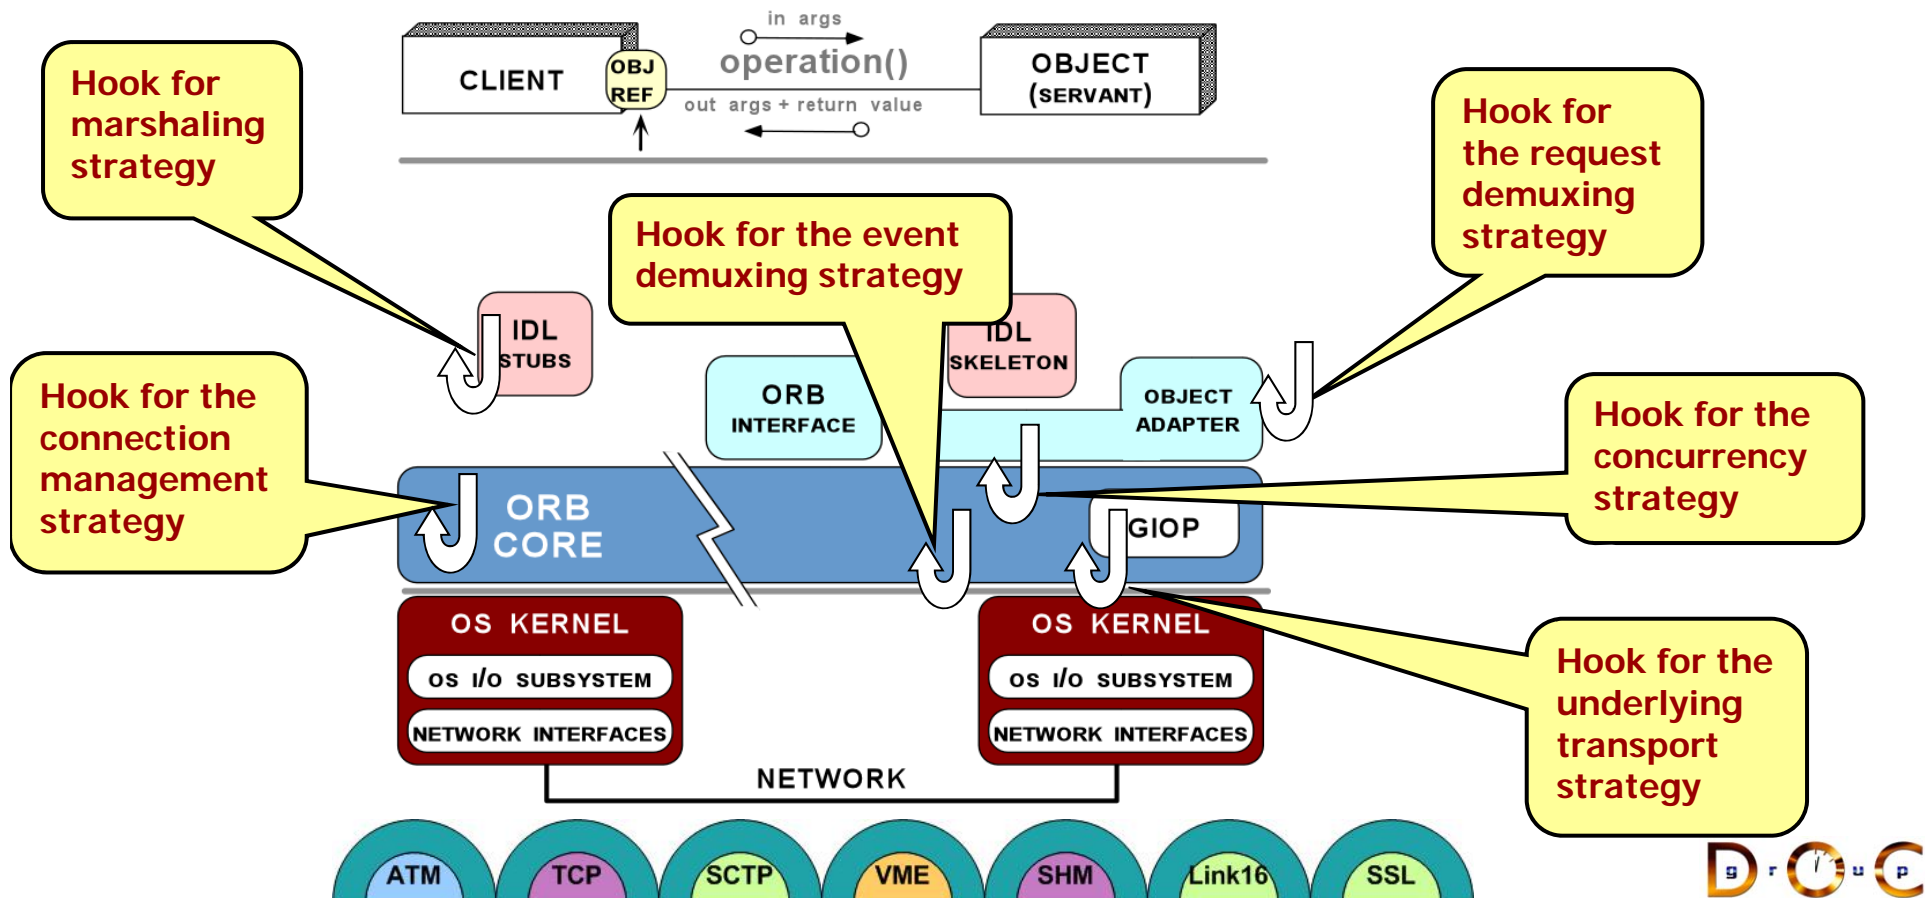 in args
CLIENT
OBJ
REF
operation()
out args + return value
OBJECT
(SERVANT)
Hook for
marshaling
strategy
Hook for
the request
demuxing
strategy
Hook for the event
demuxing strategy
IDL
STUBS
IDL
SKELETON
ORB
INTERFACE
OBJECT
ADAPTER
Hook for the
connection
management
strategy
Hook for the
concurrency
strategy
ORB
CORE
GIOP
OS KERNEL
OS I/O SUBSYSTEM
NETWORK INTERFACES
OS KERNEL
OS I/O SUBSYSTEM
NETWORK INTERFACES
Hook for the
underlying
transport
strategy
NETWORK
ATM
TCP
SCTP
VME
SHM
Link16
SSL
D O C
g r o u p